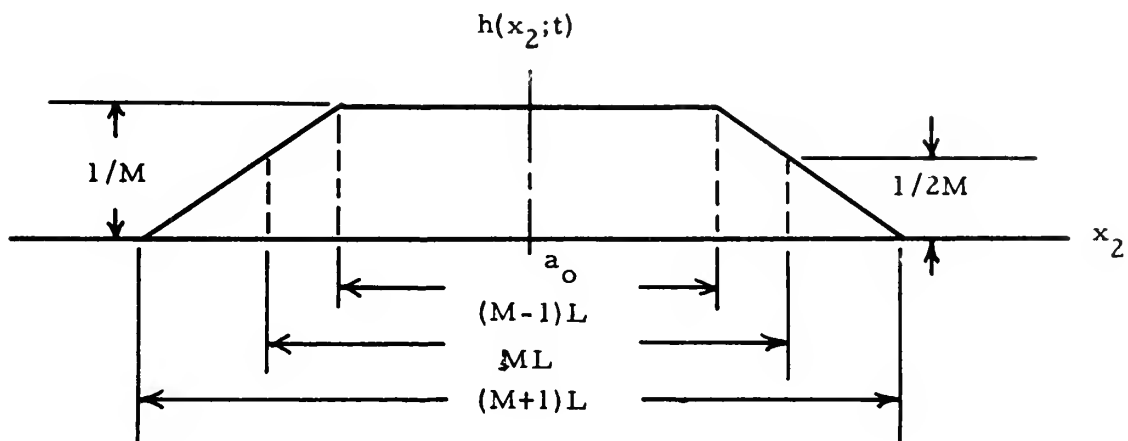 h(x₂;t)
1/M
1/2M
x₂
a₀
(M-1)L
ML
(M+1)L